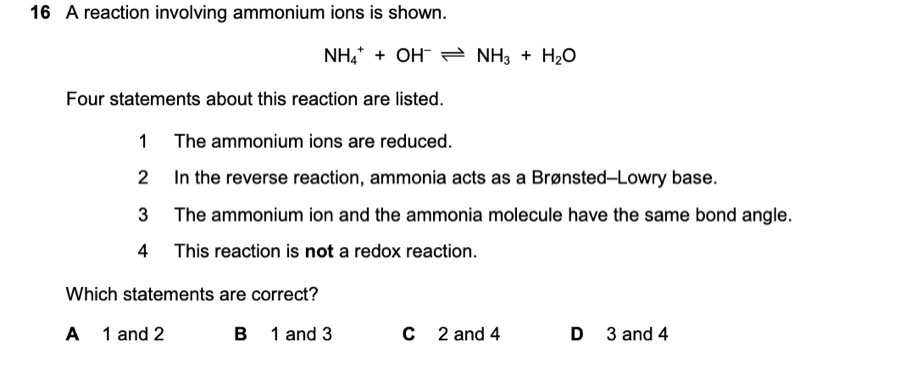 16 A reaction involving ammonium ions is shown.
NH₄⁺ + OH⁻ ⇌ NH₃ + H₂O
Four statements about this reaction are listed.
1 The ammonium ions are reduced.
2 In the reverse reaction, ammonia acts as a Brønsted–Lowry base.
3 The ammonium ion and the ammonia molecule have the same bond angle.
4 This reaction is not a redox reaction.
Which statements are correct?
A 1 and 2 B 1 and 3 C 2 and 4 D 3 and 4